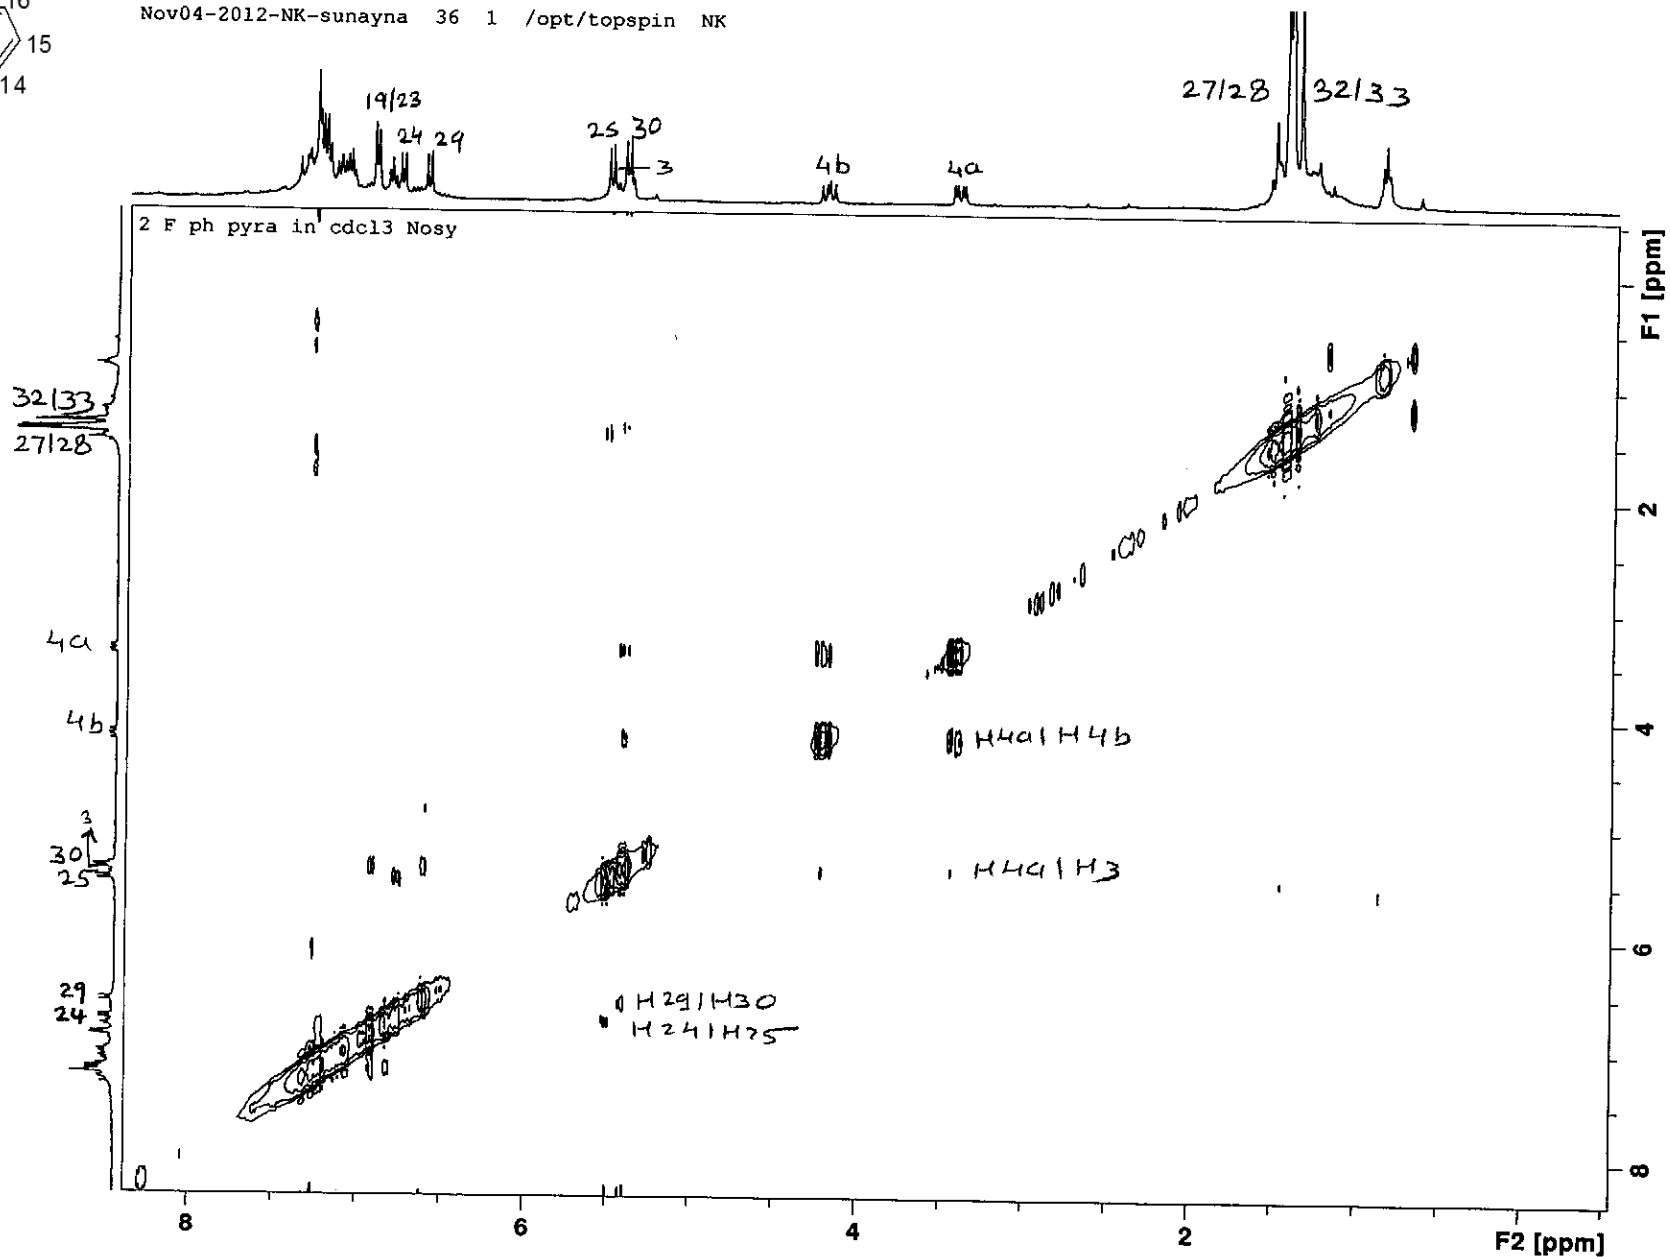 16
15
14
Nov04-2012-NK-sunayna 36 1 /opt/topspin NK
27/28 32/33
19/23
24 29
25 30
3
4b 4a
2 F ph pyra in cdcl3 Nosy
F1 [ppm]
32/33
27/28
2
4a
4b
H4a/H4b
4
3
30
25
H4a/H3
6
29
24
H29/H30
H24/H25
8
8 6 4 2
F2 [ppm]